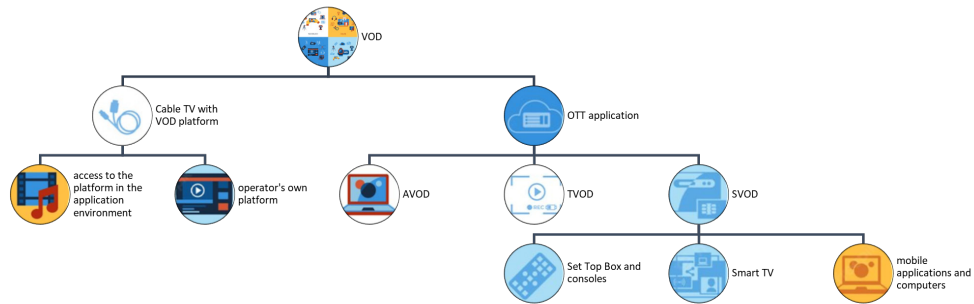 VOD
Cable TV with
VOD platform
OTT application
access to the
platform in the
application
environment
operator's own
platform
AVOD
TVOD
REC
SVOD
Set Top Box and
consoles
Smart TV
mobile
applications and
computers